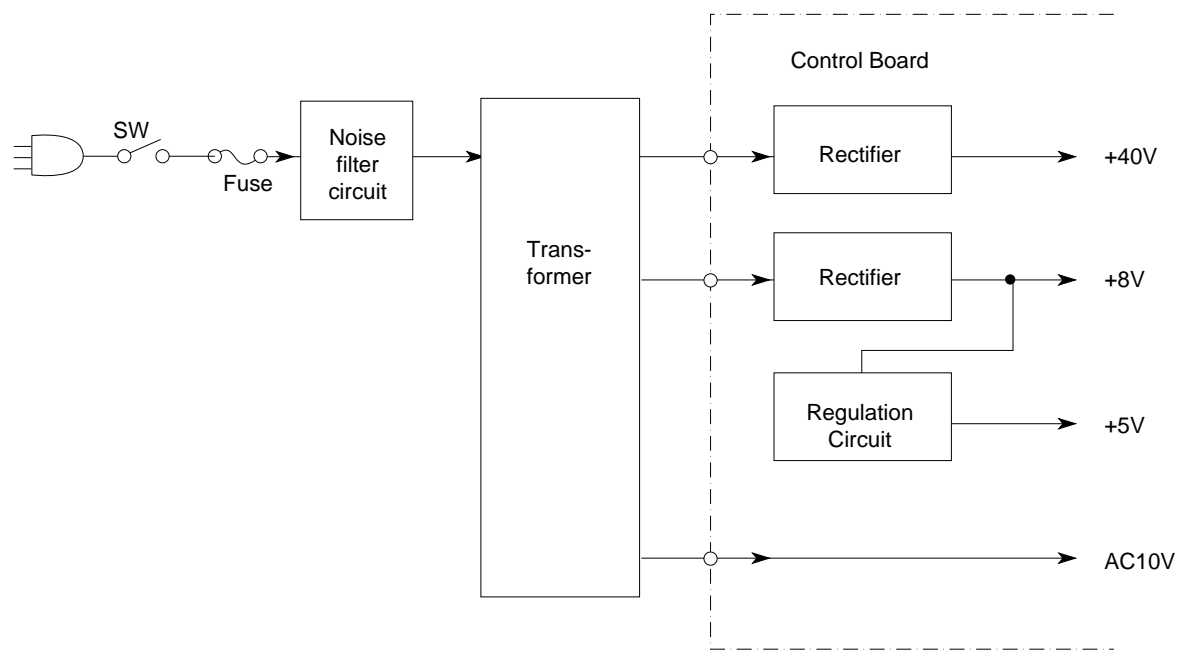 Control Board
SW
Fuse
Noise
filter
circuit
Trans-
former
Rectifier
+40V
Rectifier
+8V
Regulation
Circuit
+5V
AC10V